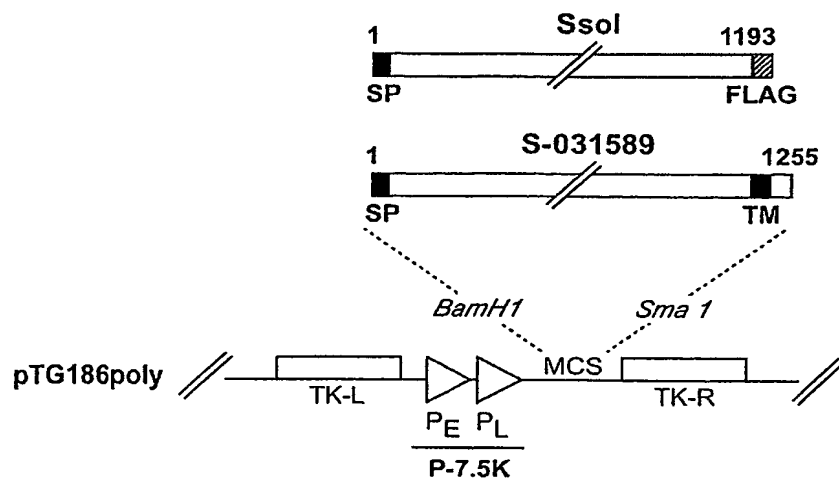 Ssol
1 1193
SP FLAG
S-031589
1 1255
SP TM
BamH1 Sma 1
pTG186poly MCS
TK-L PE PL TK-R
P-7.5K